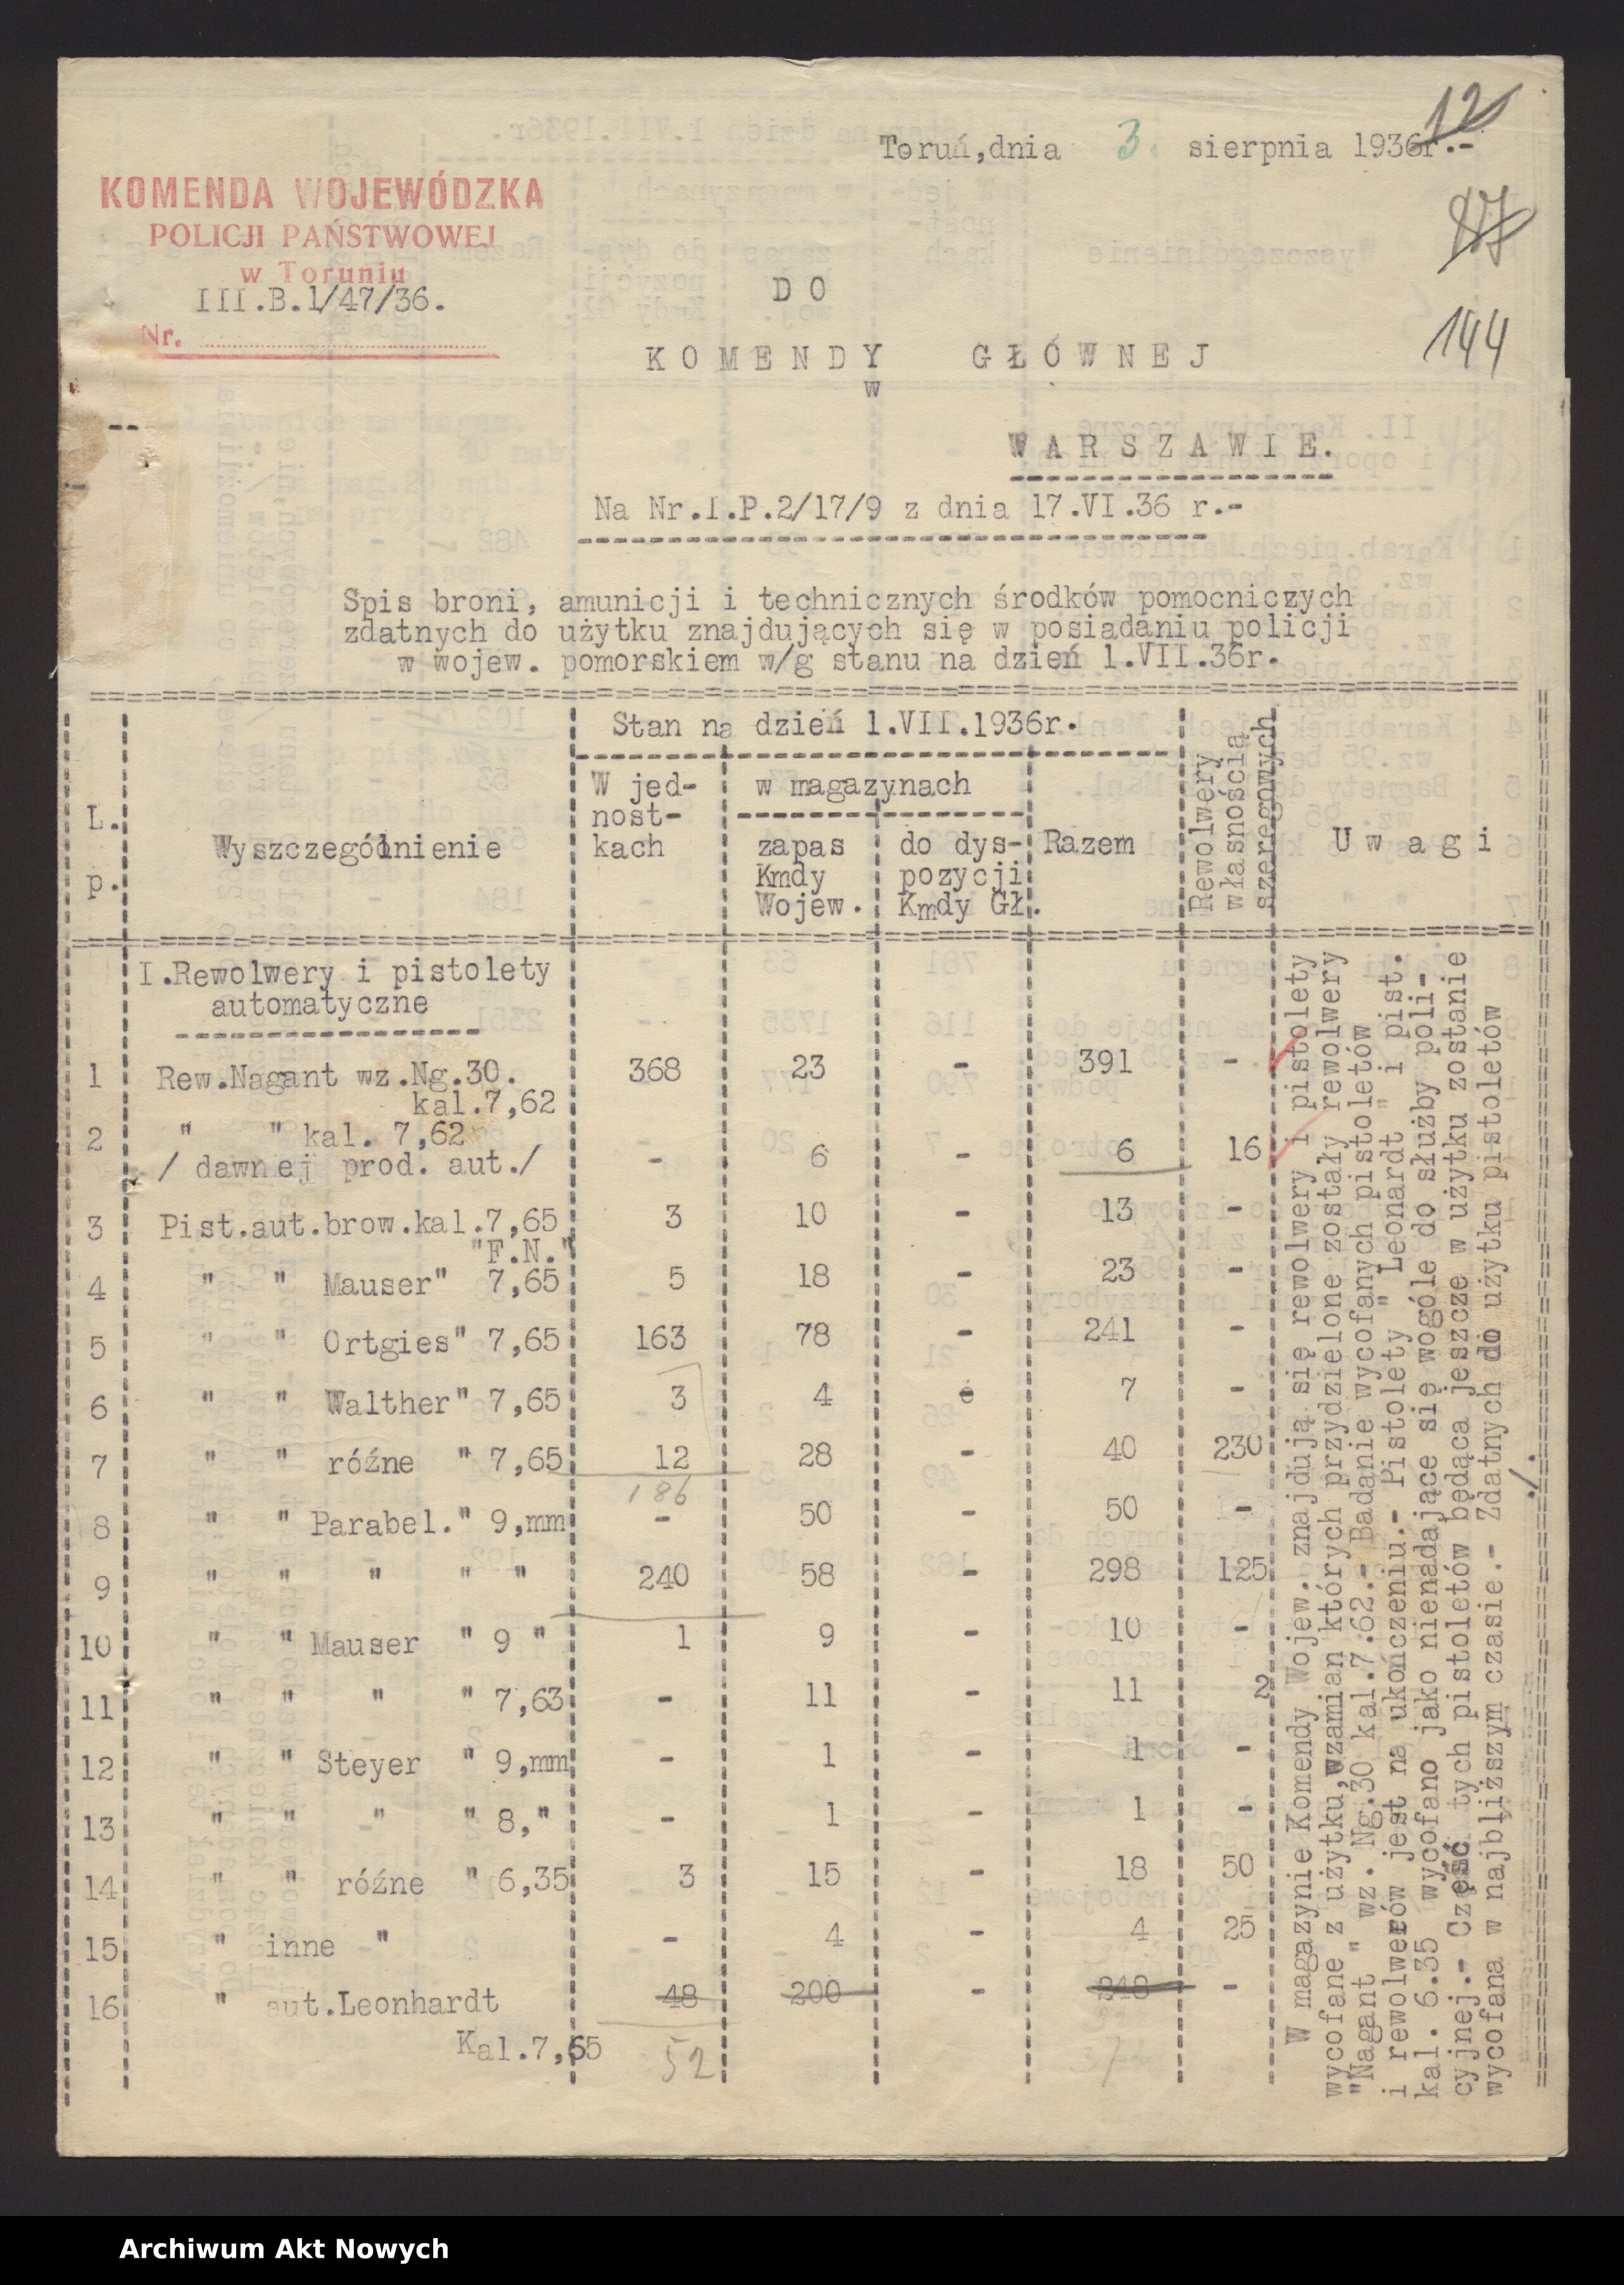 12
Toruń,dnia 3. sierpnia 1936r.-
KOMENDA WOJEWÓDZKA
POLICJI PAŃSTWOWEJ
w Toruniu
III.B.1/47/36.
Nr.
DO
144
KOMENDY GŁÓWNEJ
w
WARSZAWIE.
Na Nr.I.P.2/17/9 z dnia 17.VI.36 r.-
Spis broni, amunicji i technicznych środków pomocniczych
zdatnych do użytku znajdujących się w posiadaniu policji
w wojew. pomorskiem w/g stanu na dzień 1.VII.36r.
L.p. Wyszczególnienie
Stan na dzień 1.VII.1936r.
W jed-
nost-
kach
w magazynach
zapas
Kmdy
Wojew.
do dys-
pozycji
Kmdy Gł.
Razem
Rewolwery
własnością
szeregowych
U w a g i
I.Rewolwery i pistolety
automatyczne
1 Rew.Nagant wz.Ng.30. 368 23 - 391 -
kal.7,62
2 " " kal. 7,62
/ dawnej prod. aut./ - 6 - 6 16
3 Pist.aut.brow.kal.7,65 3 10 - 13 -
"F.N."
4 " " Mauser" 7,65 5 18 - 23 -
5 " " Ortgies" 7,65 163 78 - 241 -
6 " " Walther" 7,65 3 4 - 7 -
7 " " różne " 7,65 12 28 - 40 230
186
8 " " Parabel." 9,mm - 50 - 50 -
9 " " " " " 240 58 - 298 125
10 " " Mauser " 9 " 1 9 - 10 -
11 " " " " 7,63 - 11 - 11 2
12 " " Steyer " 9,mm - 1 - 1 -
13 " " " " 8," - 1 - 1 -
14 " " różne " 6,35 3 15 - 18 50
15 " inne " - 4 - 4 25
16 " aut.Leonhardt 48 200 - 248 -
Kal.7,65
52
W magazynie Komendy Wojew. znajdują się rewolwery i pistolety
wycofane z użytku,wzamian których przydzielone zostały rewolwery
"Nagant " wz. Ng.30 kal.7.62.- Badanie wycofanych pistoletów
i rewolwerów jest na ukończeniu.- Pistolety " Leonardt " i pist.
kal. 6.35 wycofano jako nienadające się wogóle do służby poli-
cyjnej.- Część tych pistoletów będąca jeszcze w użytku zostanie
wycofana w najbliższym czasie.- Zdatnych do użytku pistoletów
./.
Archiwum Akt Nowych